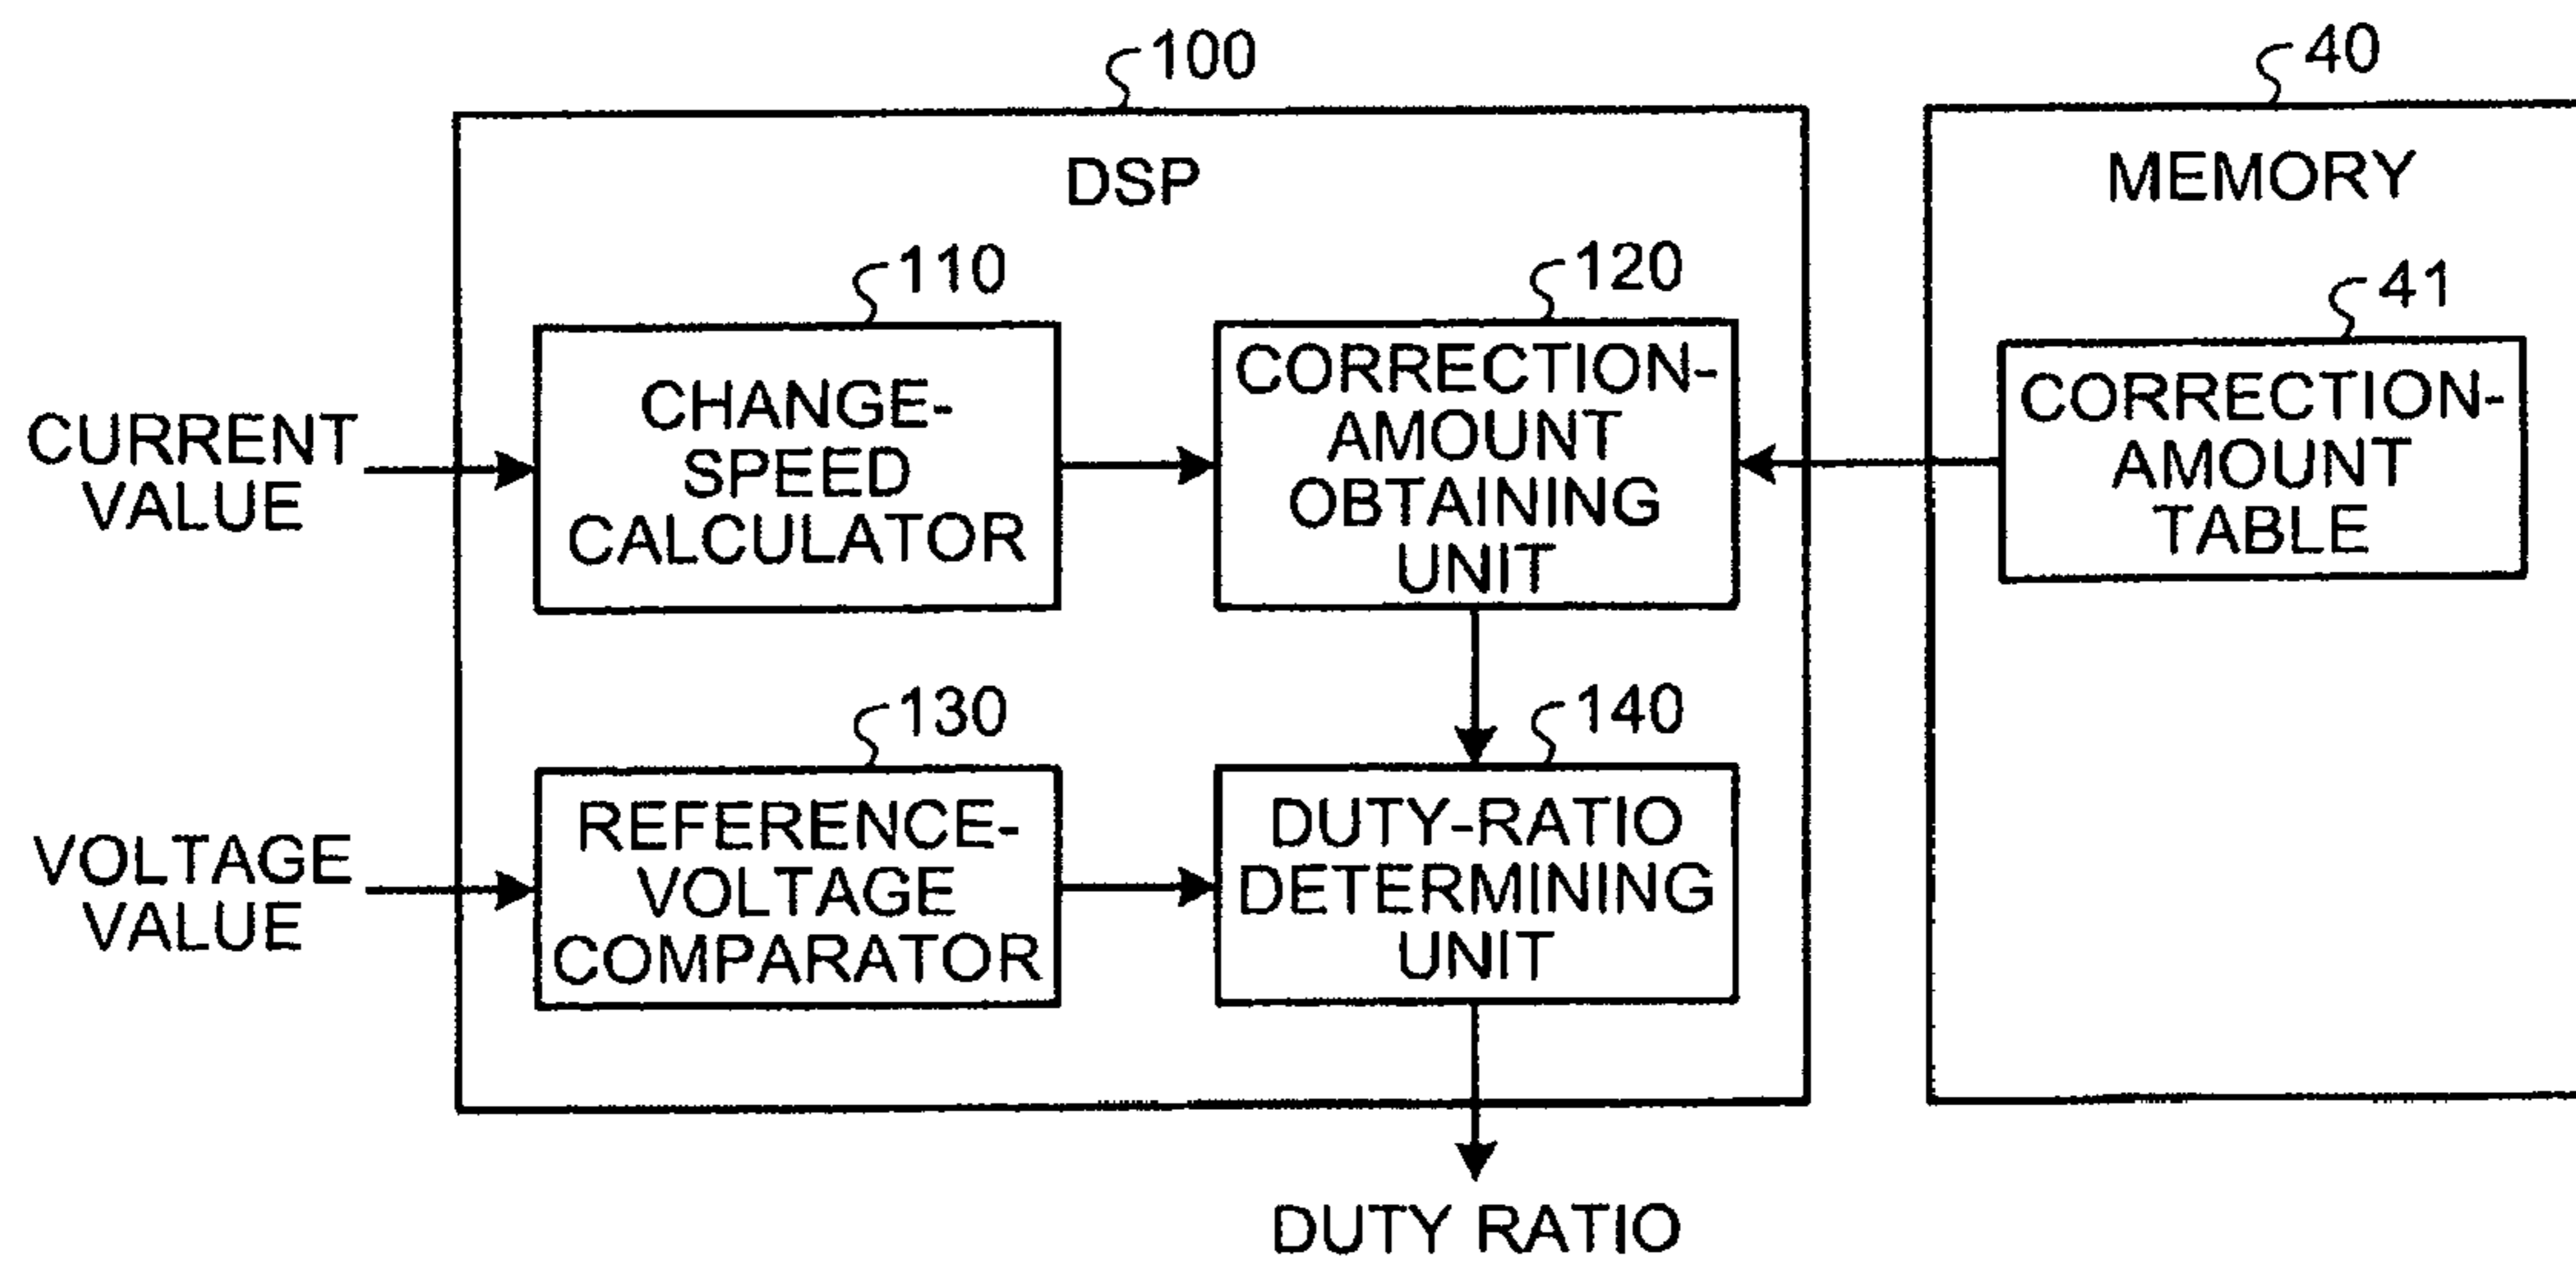 100
40
DSP
MEMORY
110
120
41
CHANGE-
SPEED
CALCULATOR
CORRECTION-
AMOUNT
OBTAINING
UNIT
CORRECTION-
AMOUNT
TABLE
CURRENT
VALUE
130
140
REFERENCE-
VOLTAGE
COMPARATOR
DUTY-RATIO
DETERMINING
UNIT
VOLTAGE
VALUE
DUTY RATIO